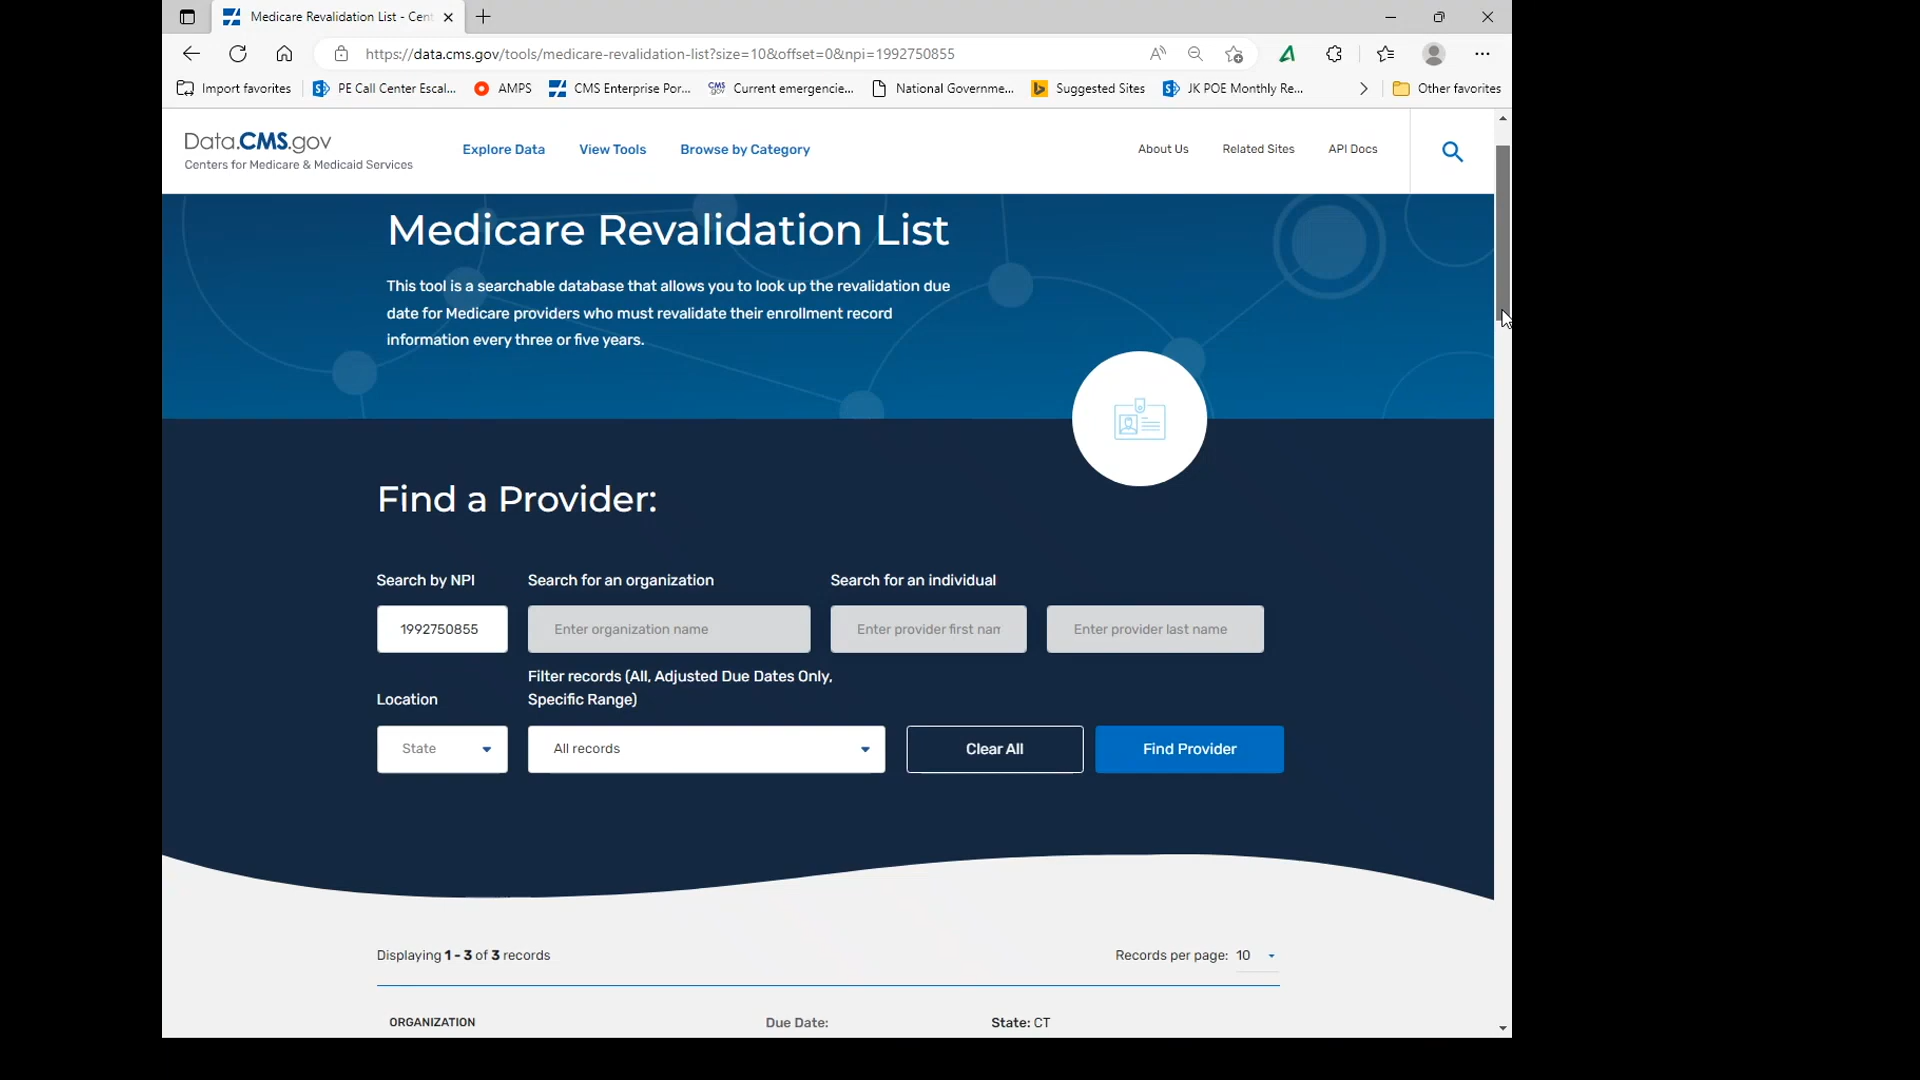 Medicare Revalidation List - Cent
https://data.cms.gov/tools/medicare-revalidation-list?size=10&offset=0&npi=1992750855
Import favorites PE Call Center Escal... AMPS CMS Enterprise Por... CMS gov Current emergencie... National Governme... Suggested Sites JK POE Monthly Re... Other favorites
Data.CMS.gov
Centers for Medicare & Medicaid Services
Explore Data View Tools Browse by Category About Us Related Sites API Docs
Medicare Revalidation List
This tool is a searchable database that allows you to look up the revalidation due
date for Medicare providers who must revalidate their enrollment record
information every three or five years.
Find a Provider:
Search by NPI Search for an organization Search for an individual
1992750855 Enter organization name Enter provider first nam Enter provider last name
Filter records (All, Adjusted Due Dates Only,
Location Specific Range)
State All records Clear All Find Provider
Displaying 1 - 3 of 3 records Records per page: 10
ORGANIZATION Due Date: State: CT